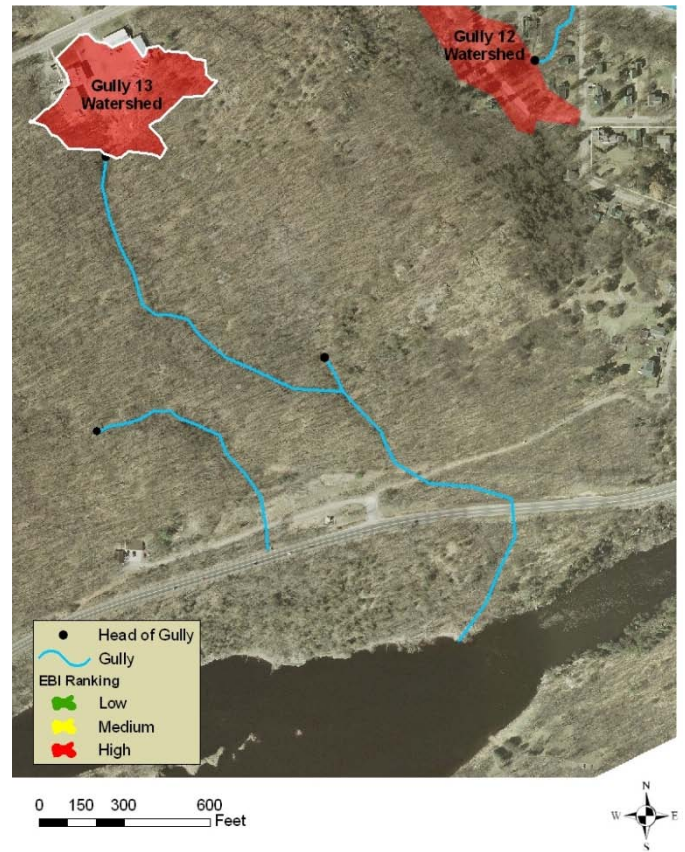 Gully 12
Watershed
Gully 13
Watershed
Head of Gully
Gully
EBI Ranking
Low
Medium
High
0 150 300 600
Feet
N
W E
S